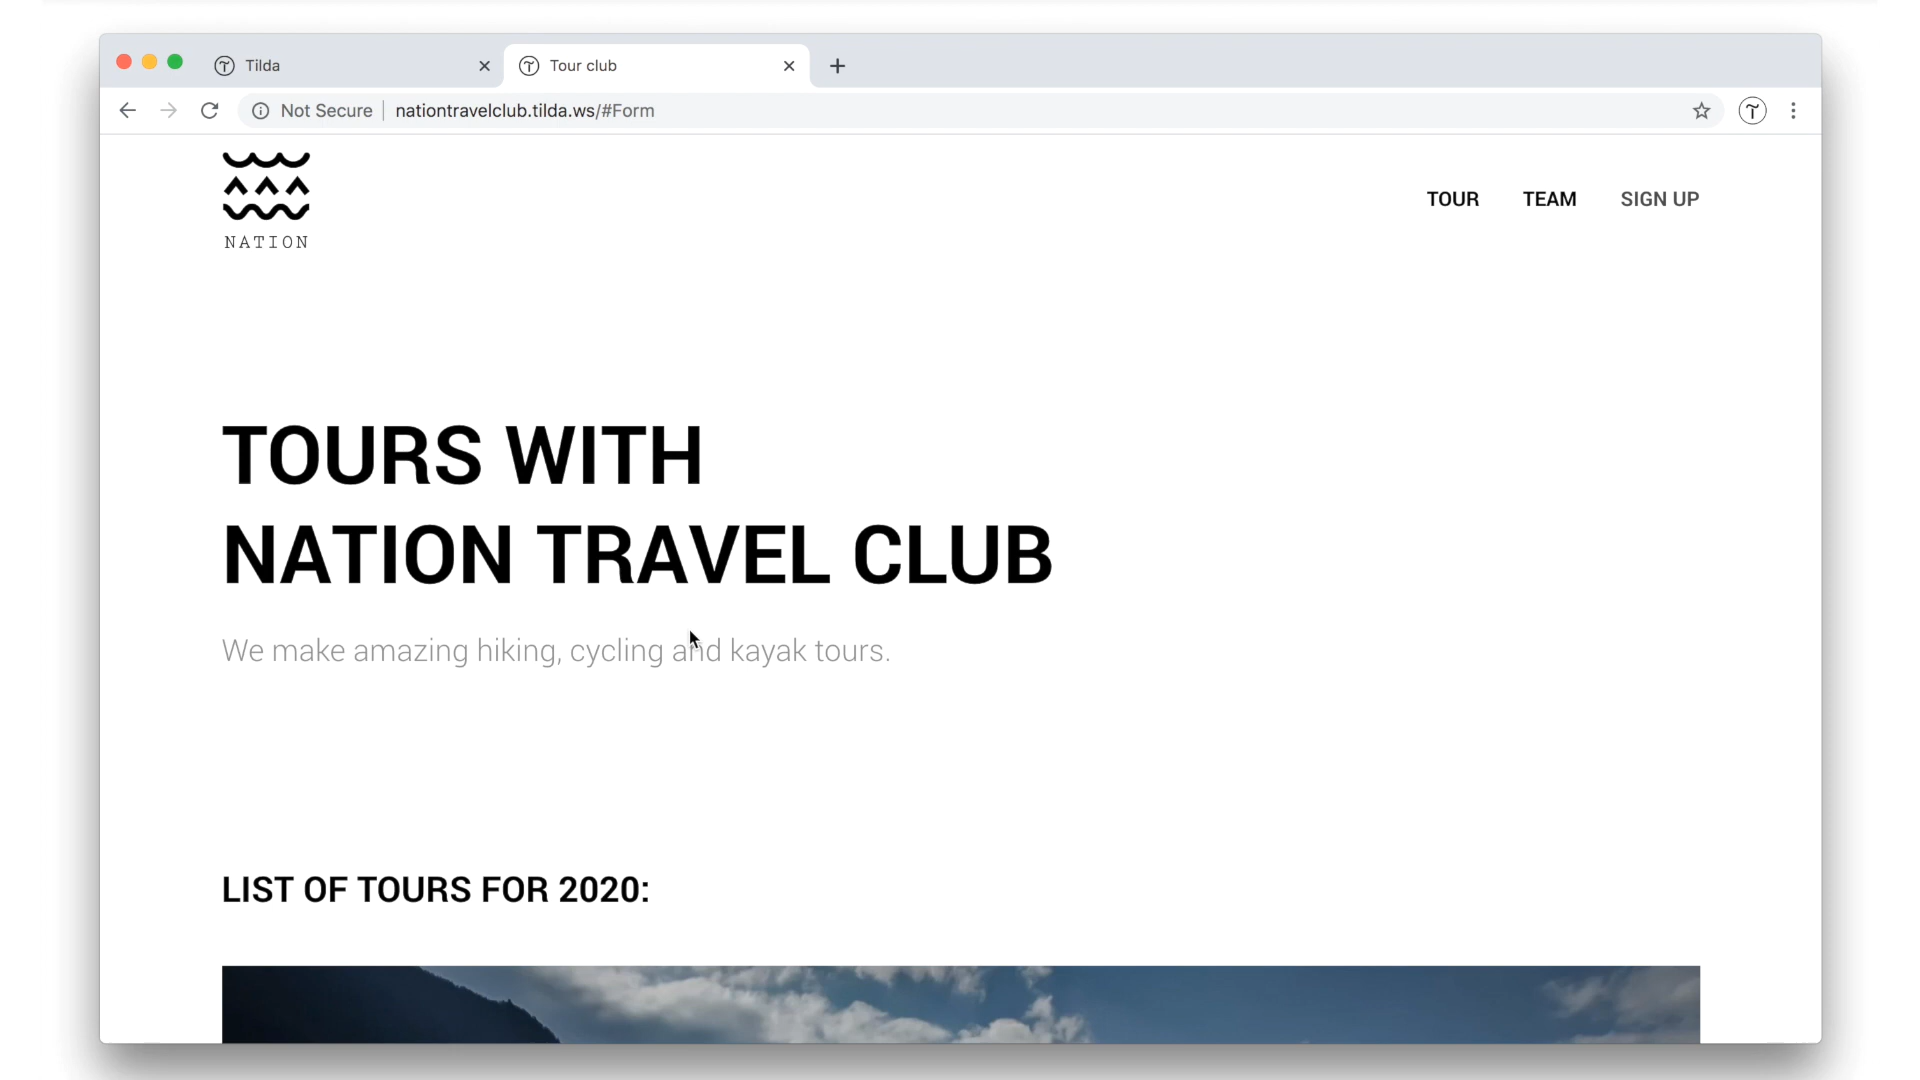 Tilda
Tour club
Not Secure
nationtravelclub.tilda.ws/#Form
NATION
TOUR
TEAM
SIGN UP
TOURS WITH
NATION TRAVEL CLUB
We make amazing hiking, cycling and kayak tours.
LIST OF TOURS FOR 2020: